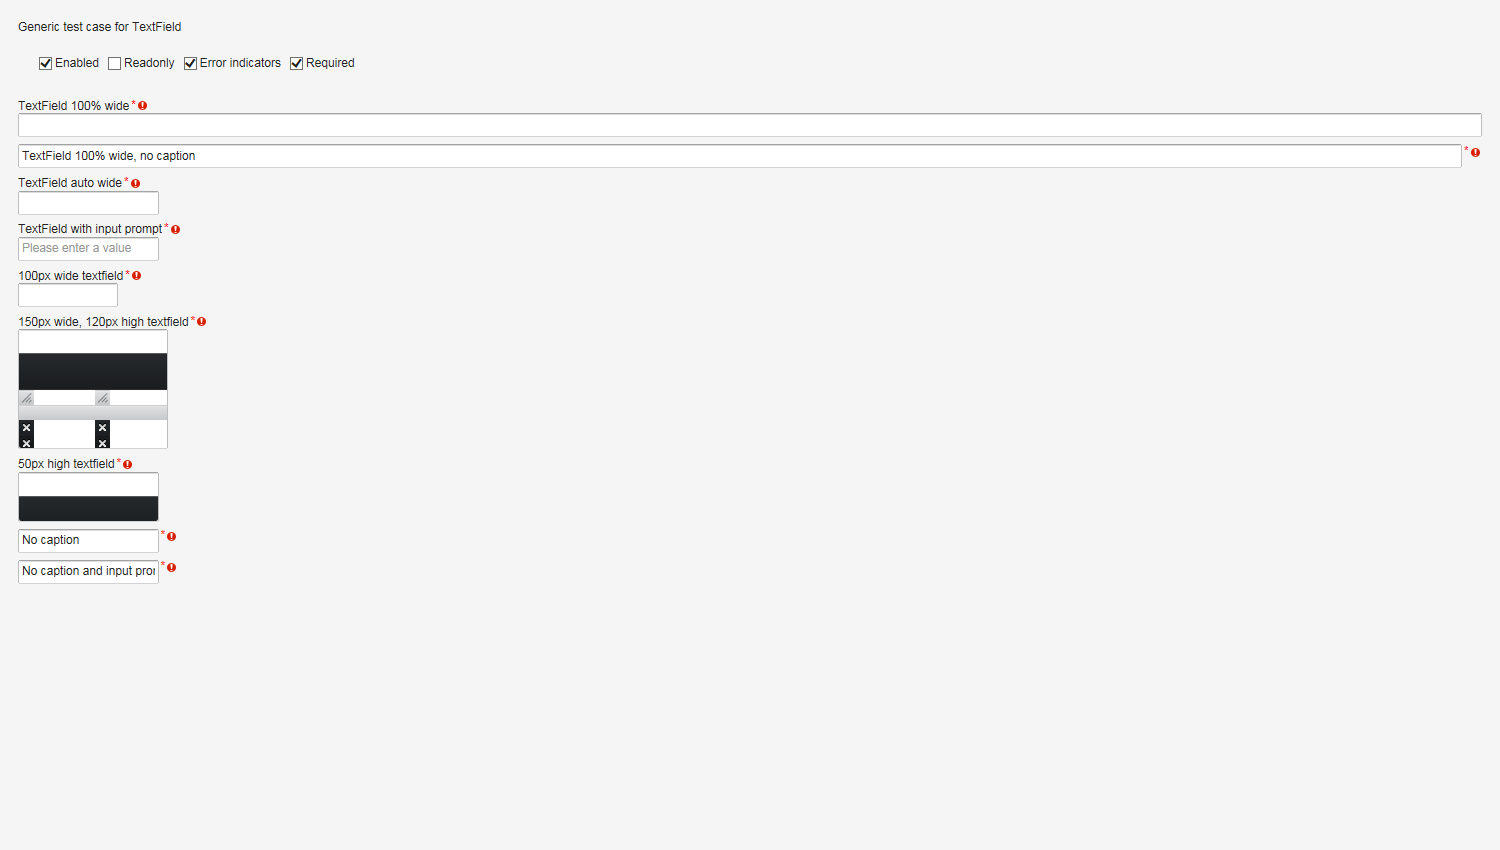 Generic test case for TextField
Enabled Readonly Error indicators Required
TextField 100% wide*
TextField 100% wide, no caption *
TextField auto wide*
TextField with input prompt*
Please enter a value
100px wide textfield*
150px wide, 120px high textfield*
50px high textfield*
No caption *
No caption and input pror *